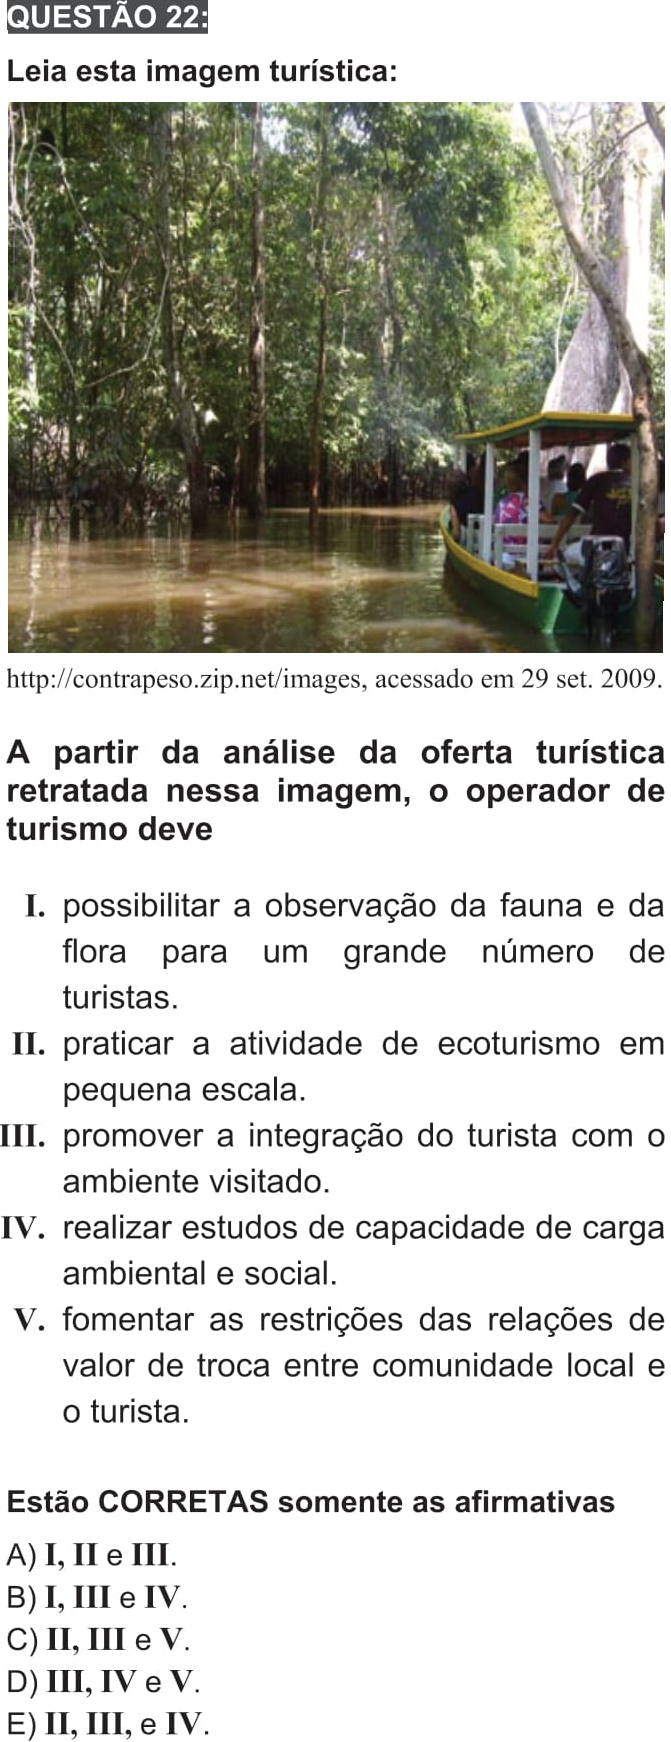 QUESTÃO 22:
Leia esta imagem turística:
http://contrapeso.zip.net/images, acessado em 29 set. 2009.
A partir da análise da oferta turística
retratada nessa imagem, o operador de
turismo deve
I. possibilitar a observação da fauna e da
flora para um grande número de
turistas.
II. praticar a atividade de ecoturismo em
pequena escala.
III. promover a integração do turista com o
ambiente visitado.
IV. realizar estudos de capacidade de carga
ambiental e social.
V. fomentar as restrições das relações de
valor de troca entre comunidade local e
o turista.
Estão CORRETAS somente as afirmativas
A) I, II e III.
B) I, III e IV.
C) II, III e V.
D) III, IV e V.
E) II, III, e IV.